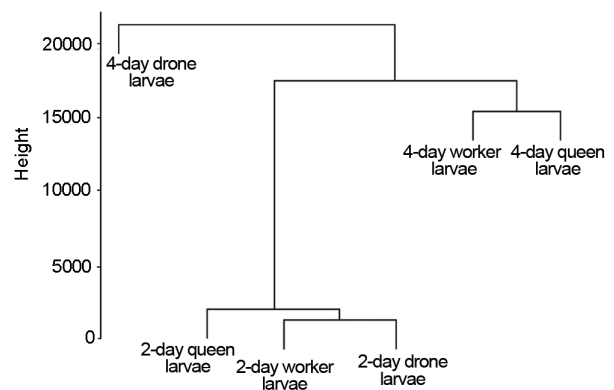 20000
15000
10000
5000
0
Height
4-day drone
larvae
4-day worker
larvae
4-day queen
larvae
2-day queen
larvae
2-day worker
larvae
2-day drone
larvae